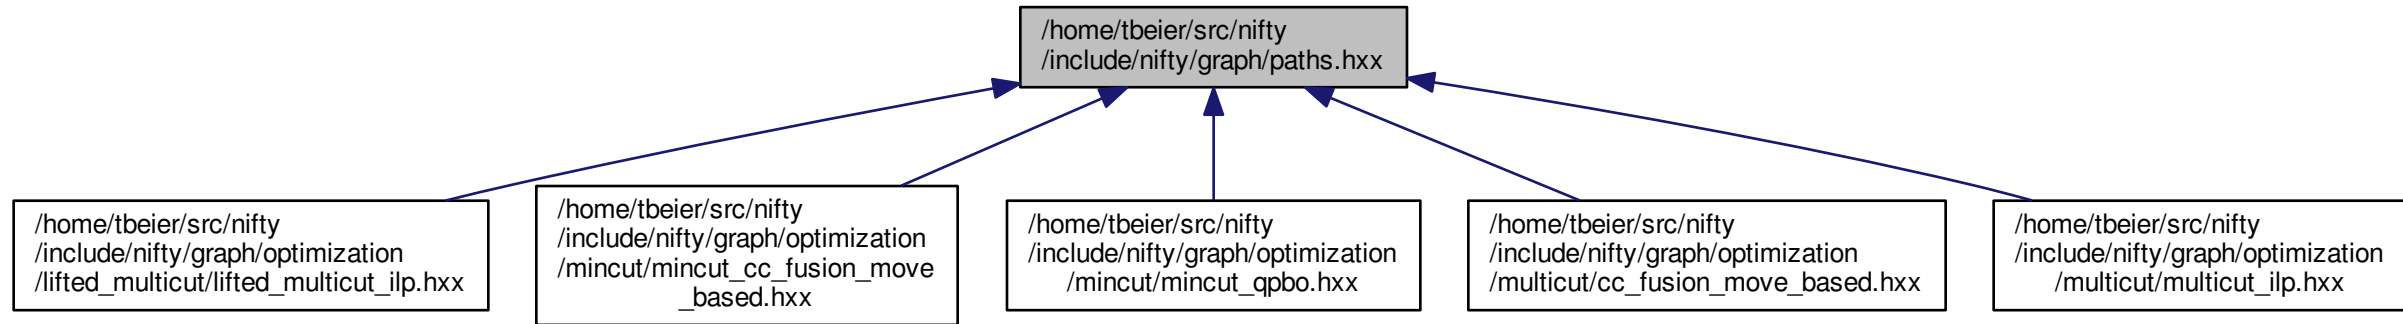 /home/tbeier/src/nifty
/include/nifty/graph/paths.hxx
/home/tbeier/src/nifty
/include/nifty/graph/optimization
/lifted_multicut/lifted_multicut_ilp.hxx
/home/tbeier/src/nifty
/include/nifty/graph/optimization
/mincut/mincut_cc_fusion_move
_based.hxx
/home/tbeier/src/nifty
/include/nifty/graph/optimization
/mincut/mincut_qpbo.hxx
/home/tbeier/src/nifty
/include/nifty/graph/optimization
/multicut/cc_fusion_move_based.hxx
/home/tbeier/src/nifty
/include/nifty/graph/optimization
/multicut/multicut_ilp.hxx